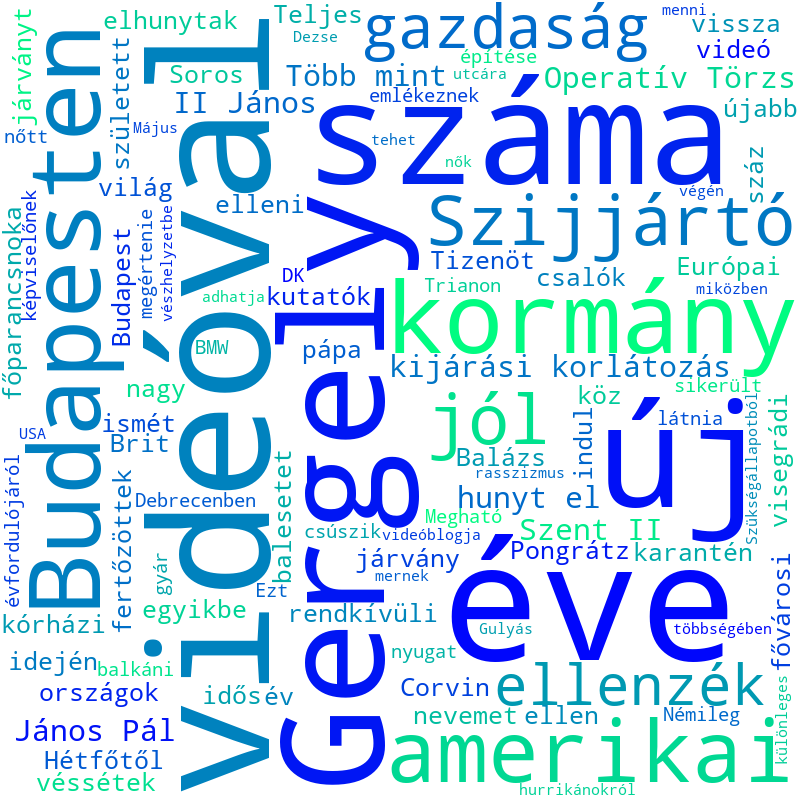 menni
elhunytak
Teljes
gazdaság
vissza
járványt
Dezse
videó
született
Soros
Több mint
építése
utcára
Operatív Törzs
II János
emlékeznek
újabb
nőtt
Május
tehet
száma
Budapesten
videóval
nők
száz
világ
végén
képviselőnek
elleni
Szijjártó
főparancsnoka
megértenie
vészhelyzetbe
Gergely
Tizenöt
Európai
Budapest
DK
csalók
adhatja
kutatók
Trianon
miközben
kormány
BMW
pápa
kijárási korlátozás
nagy
köz
sikerült
jól
új
USA
ismét
indul
látnia
Brit
Balázs
Szükségállapotból
visegrádi
évfordulójáról
fertőzöttek
balesetet
rasszizmus
Debrecenben
hunyt el
csúszik
Megható
Szent II
videóblogja
járvány
Pongrátz
karantén
gyár
Ezt
mernek
éve
fővárosi
egyikbe
rendkívüli
kórházi
Gulyás
többségében
idején
balkáni
nyugat
országok
idős
év
Corvin
ellenzék
különleges
János Pál
nevemet
ellen
Némileg
Hétfőtől
amerikai
véssétek
hurrikánokról